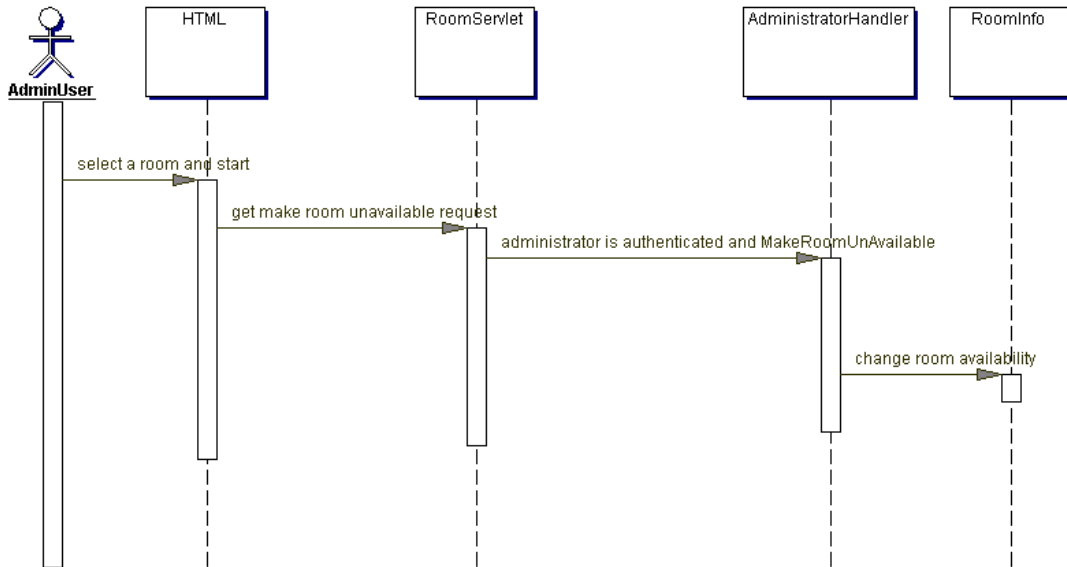 HTML
RoomServlet
AdministratorHandler
RoomInfo
AdminUser
select a room and start
get make room unavailable request
administrator is authenticated and MakeRoomUnAvailable
change room availability